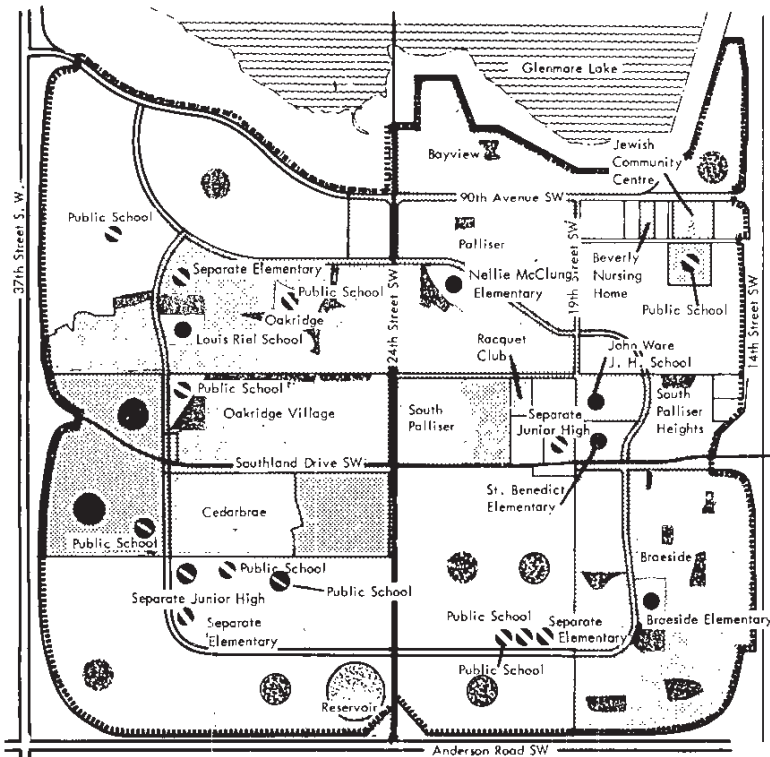 Glenmore Lake
Jewish
Community
Centre
Bayview
90th Avenue SW
Public School
37th Street S. W.
Palliser
19th Street SW
Beverly
Nursing
Home
14th Street SW
Separate Elementary
Public School
Oakridge
24th Street SW
Nellie McClung
Elementary
Public School
Louis Riel School
Racquet
Club
John Ware
J. H. School
Public School
Oakridge Village
South
Palliser
Separate
Junior High
South
Palliser
Heights
Southland Drive SW
St. Benedict
Elementary
Cedarbrae
Public School
Braeside
Public School
Public School
Separate Junior High
Separate
Elementary
Public School
Separate
Elementary
Braeside Elementary
Public School
Reservoir
Anderson Road SW